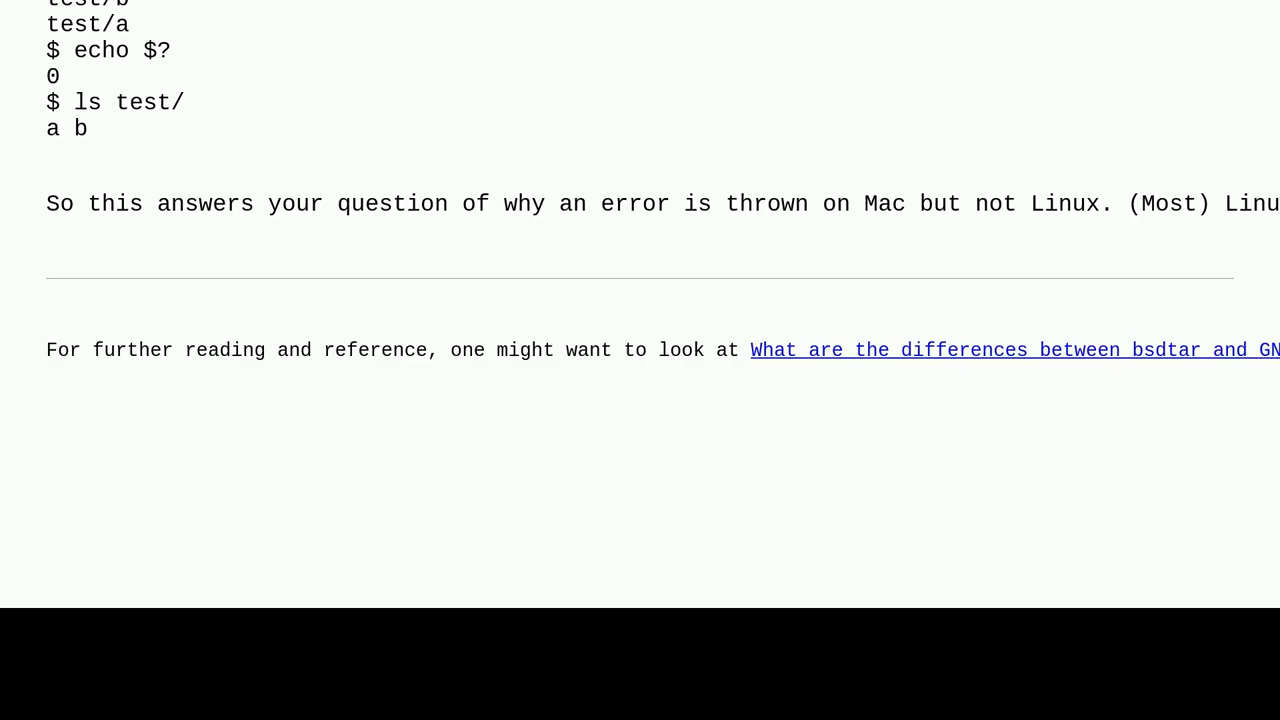 test/b
test/a
$ echo $?
0
$ ls test/
a b
So this answers your question of why an error is thrown on Mac but not Linux. (Most) Linu
For further reading and reference, one might want to look at What are the differences between bsdtar and GN